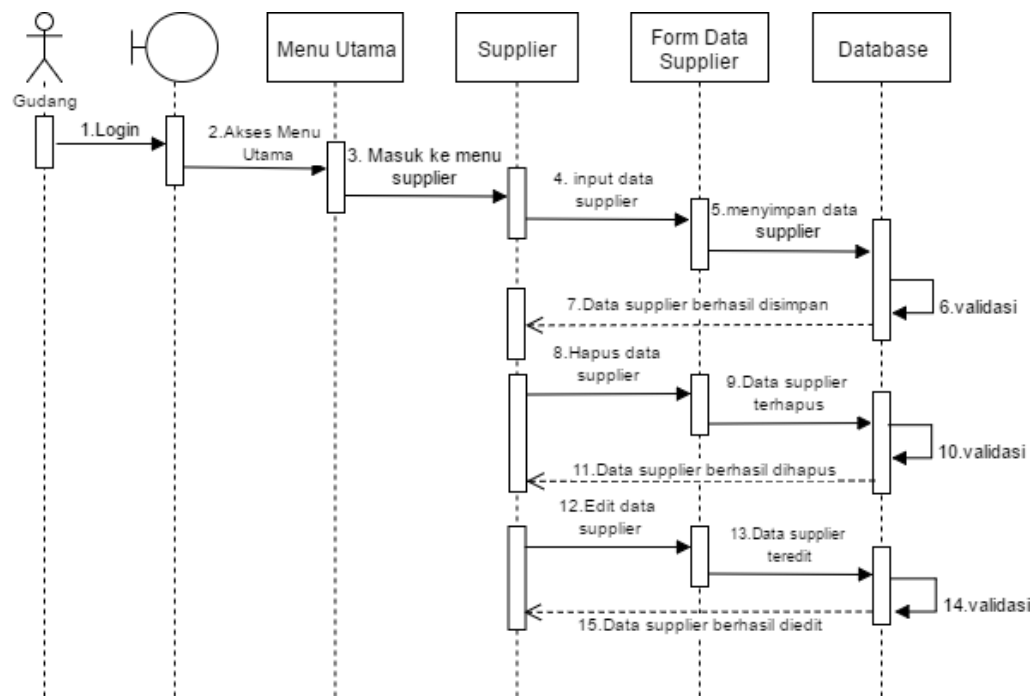 Menu Utama
Supplier
Form Data
Supplier
Database
Gudang
1.Login
2.Akses Menu
Utama
3. Masuk ke menu
supplier
4. input data
supplier
5.menyimpan data
supplier
6.validasi
7.Data supplier berhasil disimpan
8.Hapus data
supplier
9.Data supplier
terhapus
10.validasi
11.Data supplier berhasil dihapus
12.Edit data
supplier
13.Data supplier
teredit
14.validasi
15.Data supplier berhasil diedit